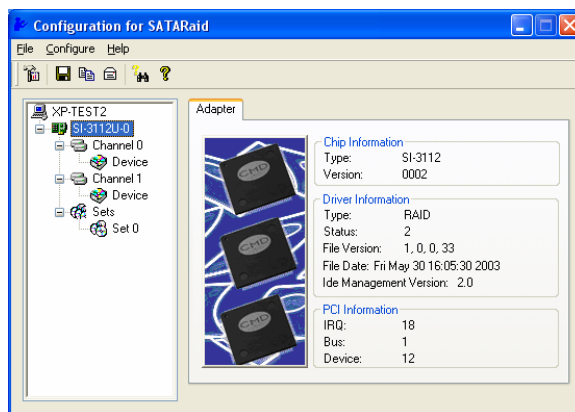 Configuration for SATARaid
File Configure Help
XP-TEST2
SI-3112U-0
Channel 0
Device
Channel 1
Device
Sets
Set 0
Adapter
CMD
CMD
CMD
Chip Information
Type: SI-3112
Version: 0002
Driver Information
Type: RAID
Status: 2
File Version: 1, 0, 0, 33
File Date: Fri May 30 16:05:30 2003
Ide Management Version: 2.0
PCI Information
IRQ: 18
Bus: 1
Device: 12